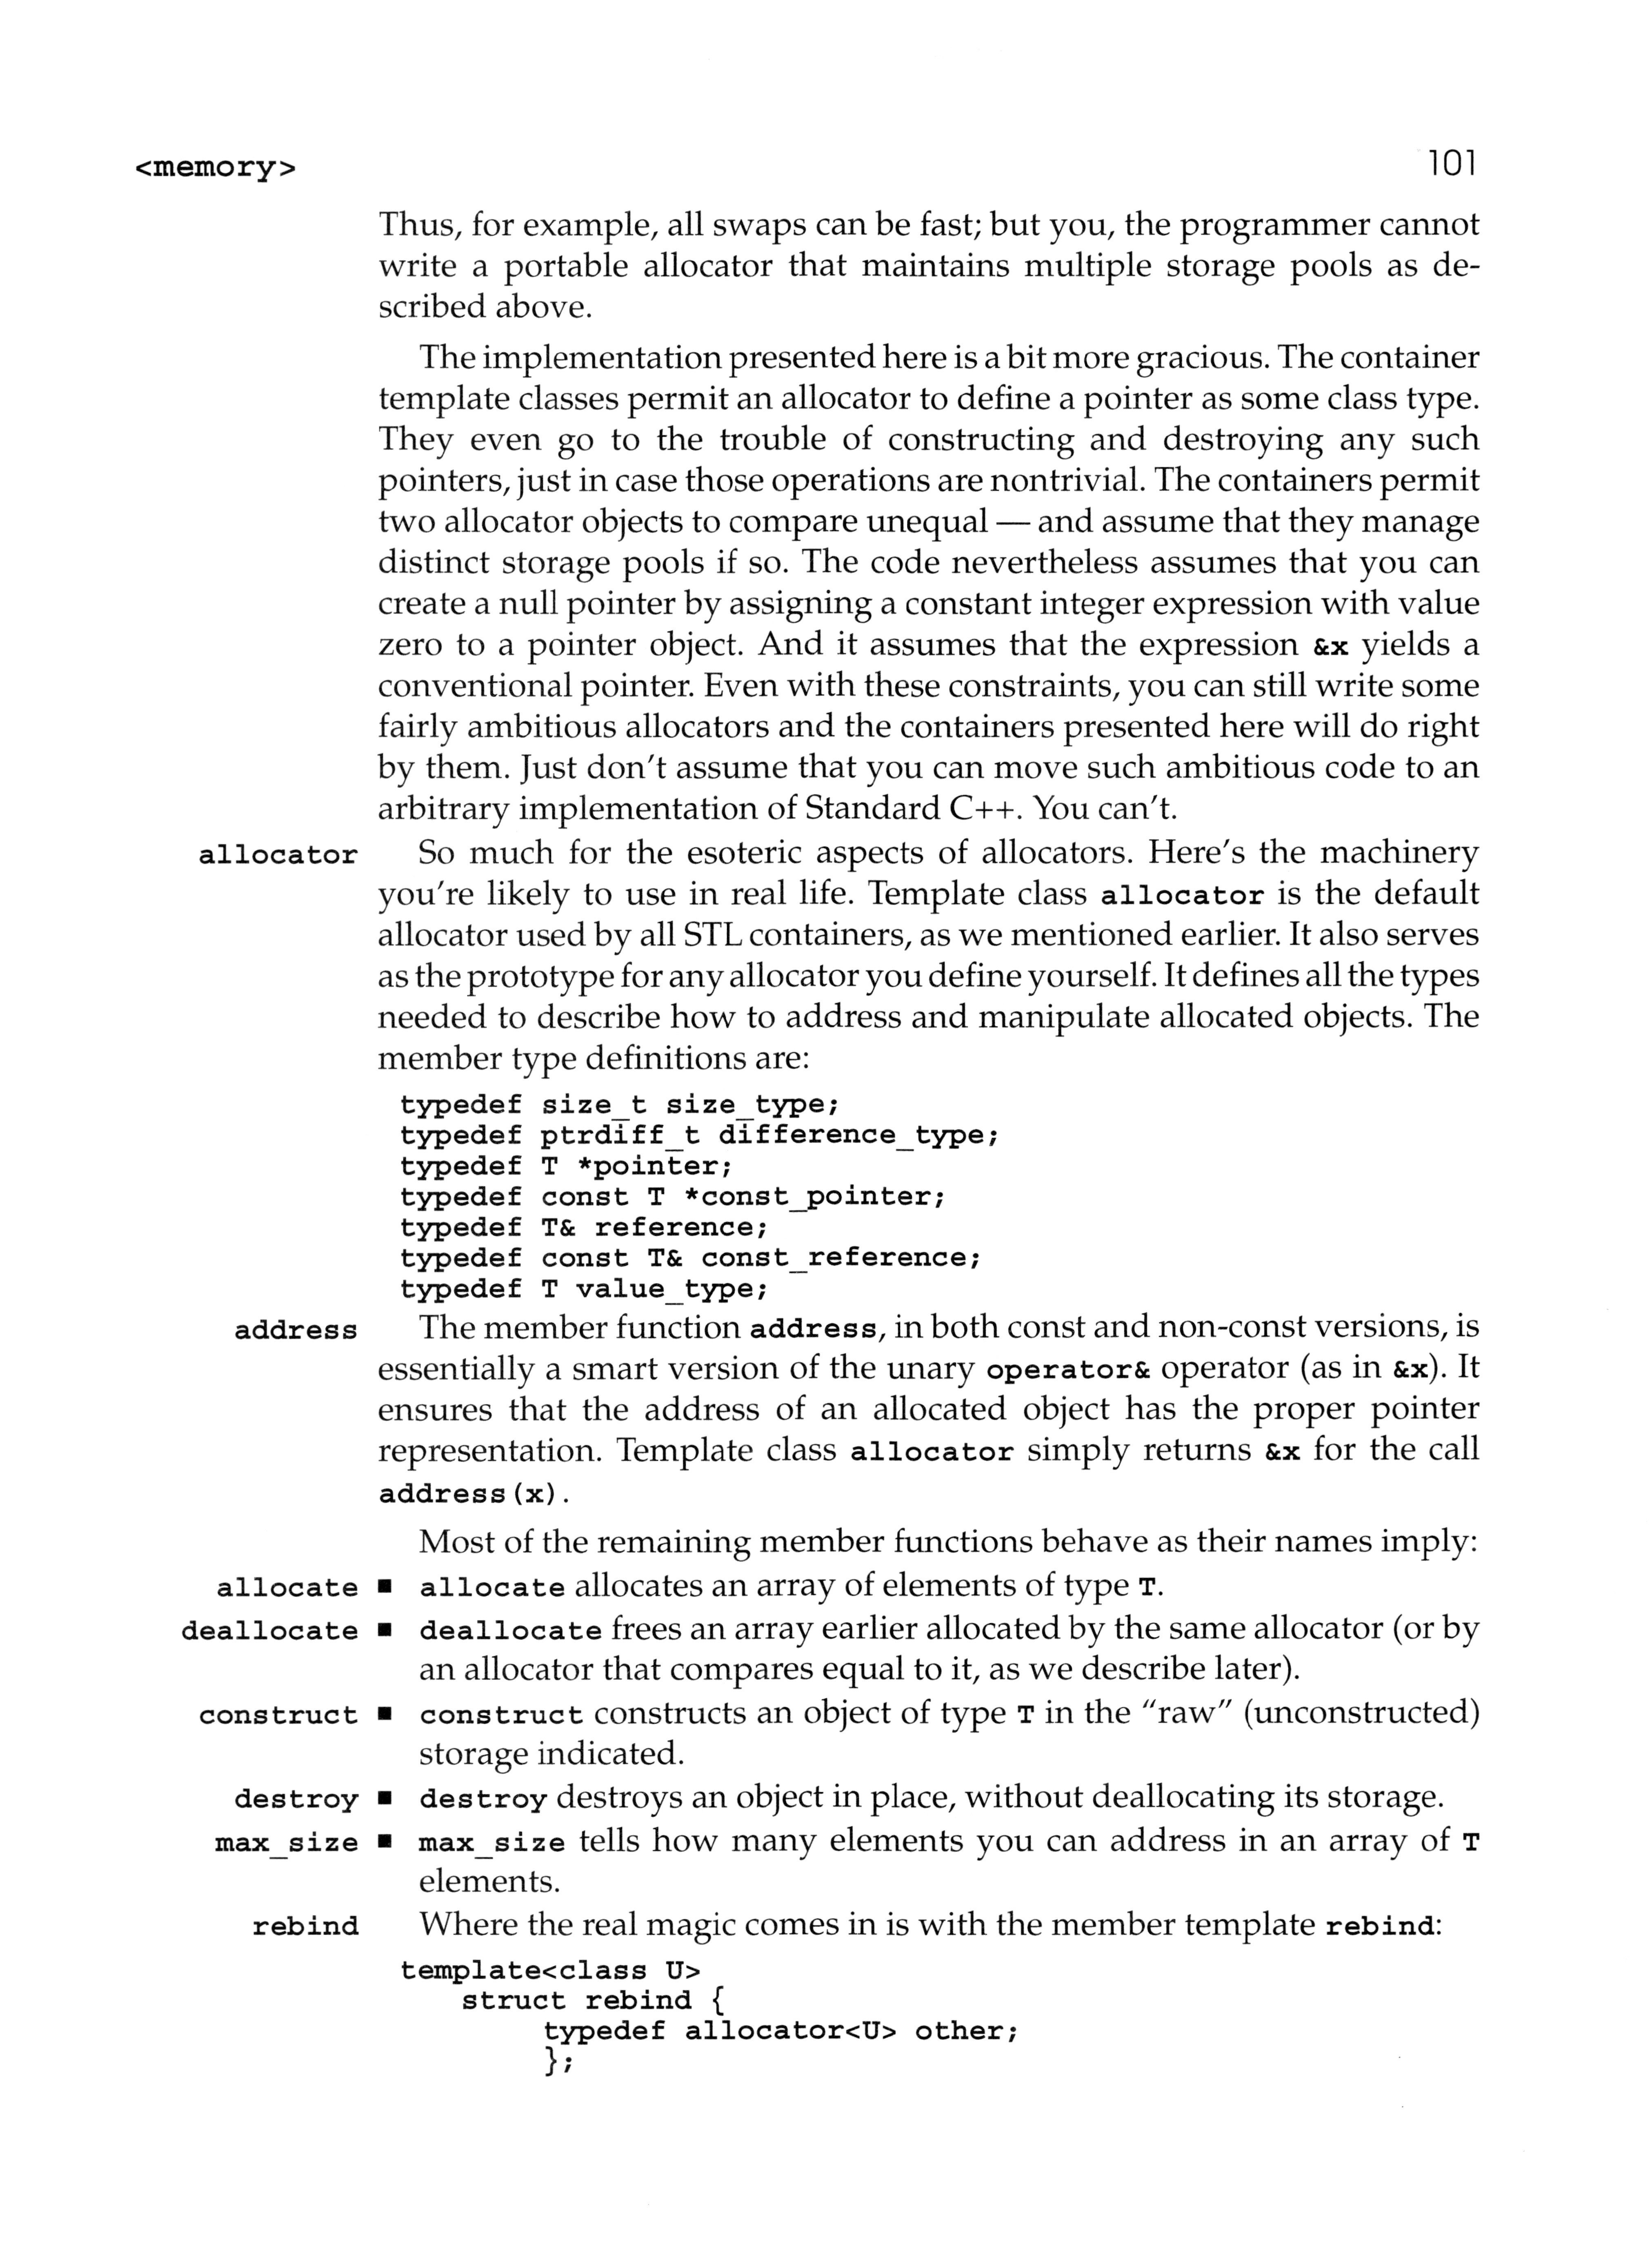 <memory> 101
Thus, for example, all swaps can be fast; but you, the programmer cannot
write a portable allocator that maintains multiple storage pools as de-
scribed above.
The implementation presented here is a bit more gracious. The container
template classes permit an allocator to define a pointer as some class type.
They even go to the trouble of constructing and destroying any such
pointers, just in case those operations are nontrivial. The containers permit
two allocator objects to compare unequal — and assume that they manage
distinct storage pools if so. The code nevertheless assumes that you can
create a null pointer by assigning a constant integer expression with value
zero to a pointer object. And it assumes that the expression &x yields a
conventional pointer. Even with these constraints, you can still write some
fairly ambitious allocators and the containers presented here will do right
by them. Just don't assume that you can move such ambitious code to an
arbitrary implementation of Standard C++. You can't.
allocator So much for the esoteric aspects of allocators. Here's the machinery
you're likely to use in real life. Template class allocator is the default
allocator used by all STL containers, as we mentioned earlier. It also serves
as the prototype for any allocator you define yourself. It defines all the types
needed to describe how to address and manipulate allocated objects. The
member type definitions are:
typedef size_t size_type;
typedef ptrdiff_t difference_type;
typedef T *pointer;
typedef const T *const_pointer;
typedef T& reference;
typedef const T& const_reference;
typedef T value_type;
address The member function address, in both const and non-const versions, is
essentially a smart version of the unary operator& operator (as in &x). It
ensures that the address of an allocated object has the proper pointer
representation. Template class allocator simply returns &x for the call
address(x).
Most of the remaining member functions behave as their names imply:
allocate ■ allocate allocates an array of elements of type T.
deallocate ■ deallocate frees an array earlier allocated by the same allocator (or by
an allocator that compares equal to it, as we describe later).
construct ■ construct constructs an object of type T in the "raw" (unconstructed)
storage indicated.
destroy ■ destroy destroys an object in place, without deallocating its storage.
max_size ■ max_size tells how many elements you can address in an array of T
elements.
rebind Where the real magic comes in is with the member template rebind:
template<class U>
struct rebind {
typedef allocator<U> other;
};